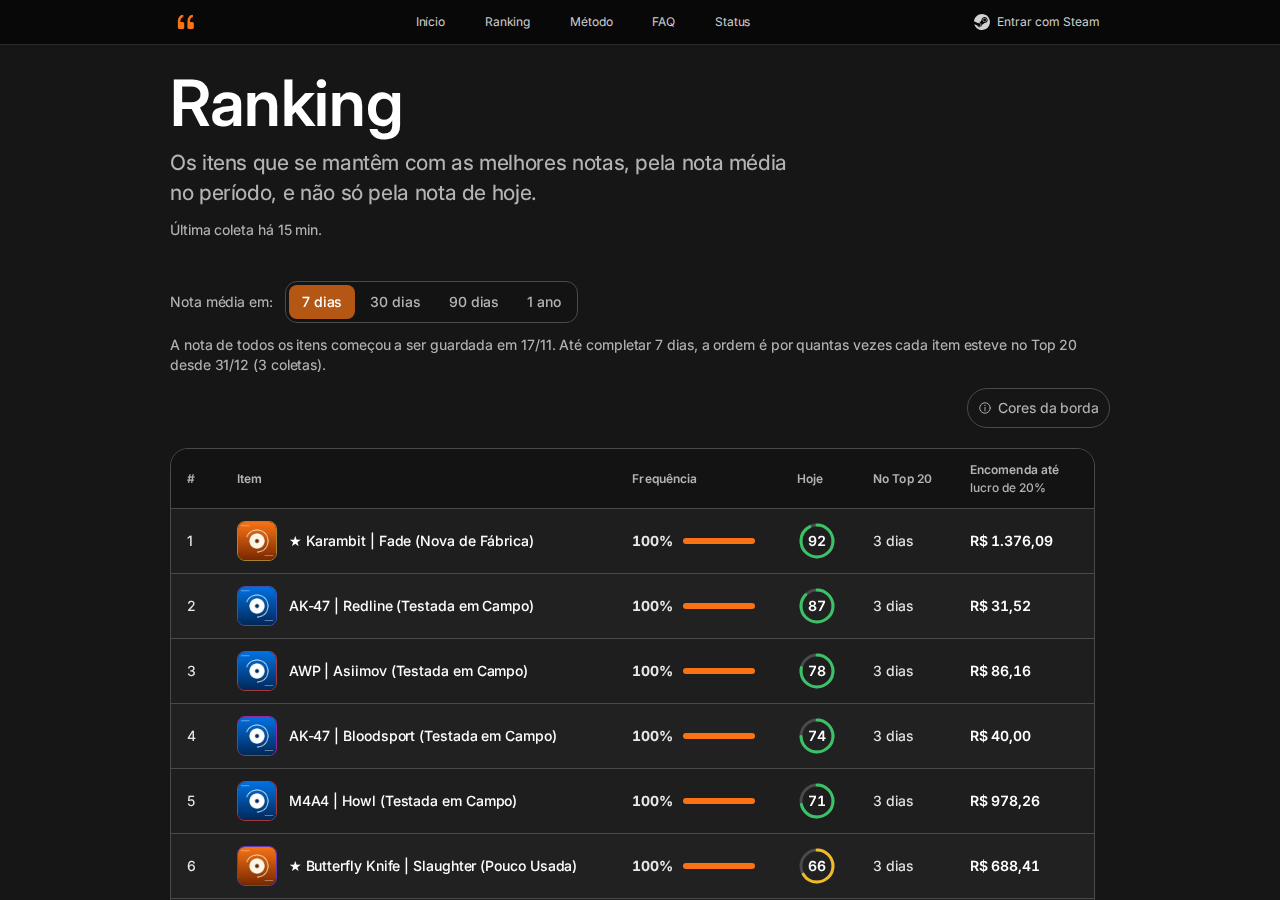 Início Ranking Método FAQ Status Entrar com Steam
Ranking
Os itens que se mantêm com as melhores notas, pela nota média
no período, e não só pela nota de hoje.
Última coleta há 15 min.
Nota média em: 7 dias 30 dias 90 dias 1 ano
A nota de todos os itens começou a ser guardada em 17/11. Até completar 7 dias, a ordem é por quantas vezes cada item esteve no Top 20
desde 31/12 (3 coletas).
Cores da borda
# Item Frequência Hoje No Top 20 Encomenda até
lucro de 20%
1 ★ Karambit | Fade (Nova de Fábrica) 100% 92 3 dias R$ 1.376,09
2 AK-47 | Redline (Testada em Campo) 100% 87 3 dias R$ 31,52
3 AWP | Asiimov (Testada em Campo) 100% 78 3 dias R$ 86,16
4 AK-47 | Bloodsport (Testada em Campo) 100% 74 3 dias R$ 40,00
5 M4A4 | Howl (Testada em Campo) 100% 71 3 dias R$ 978,26
6 ★ Butterfly Knife | Slaughter (Pouco Usada) 100% 66 3 dias R$ 688,41